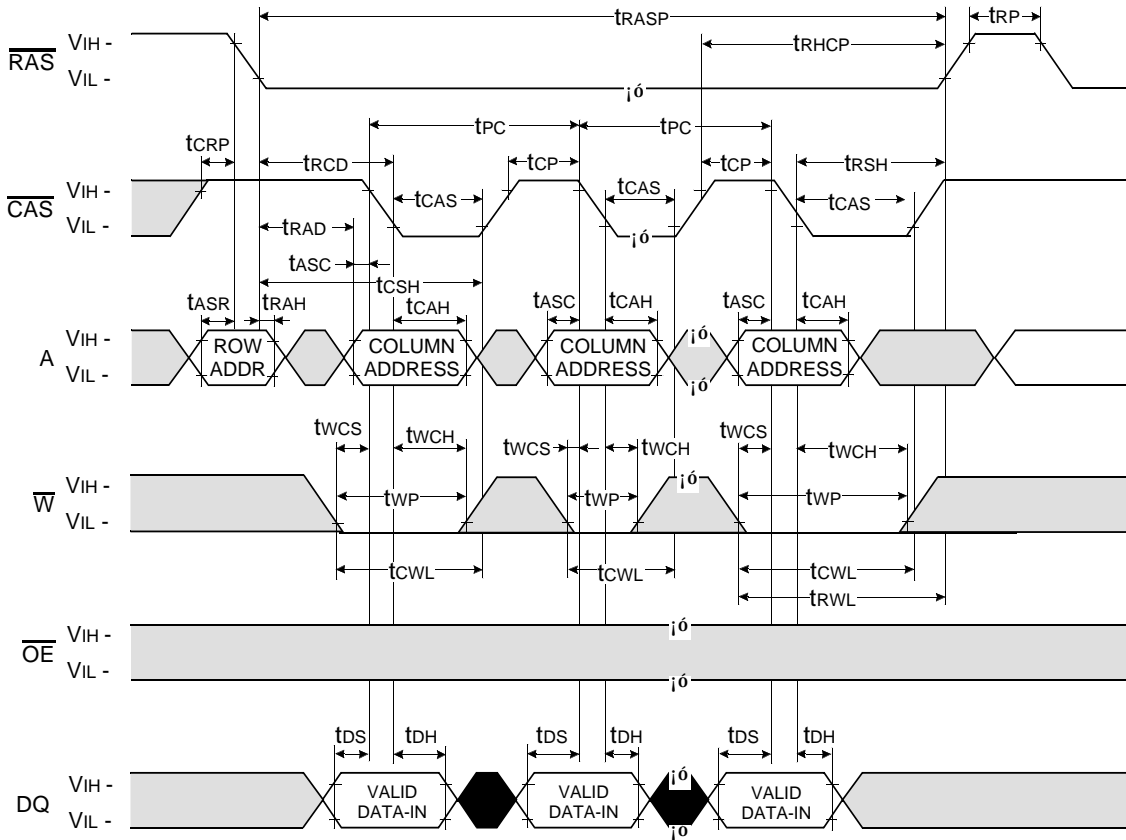 tRASP
tRP
tRHCP
RAS
VIH -
VIL -
¡ó
tPC
tPC
tCRP
tRCD
tCP
tCP
tRSH
CAS
VIH -
VIL -
tCAS
tCAS
tCAS
¡ó
tRAD
tASC
tCSH
tASR
tRAH
tCAH
tASC
tCAH
tASC
tCAH
A
VIH -
VIL -
ROW
ADDR
COLUMN
ADDRESS
COLUMN
ADDRESS
¡ó
¡ó
COLUMN
ADDRESS
tWCS
tWCH
tWCS
tWCH
tWCS
tWCH
W
VIH -
VIL -
tWP
tWP
¡ó
tWP
tCWL
tCWL
tCWL
tRWL
OE
VIH -
VIL -
¡ó
¡ó
tDS
tDH
tDS
tDH
tDS
tDH
DQ
VIH -
VIL -
VALID
DATA-IN
VALID
DATA-IN
¡ó
¡ó
VALID
DATA-IN